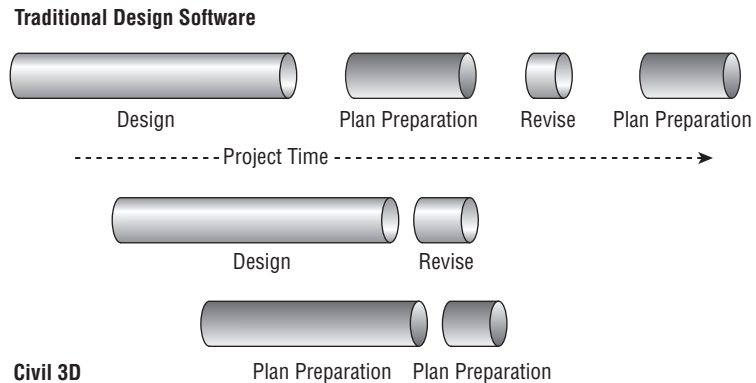 Traditional Design Software
Design Plan Preparation Revise Plan Preparation
Project Time
Design Revise
Civil 3D Plan Preparation Plan Preparation